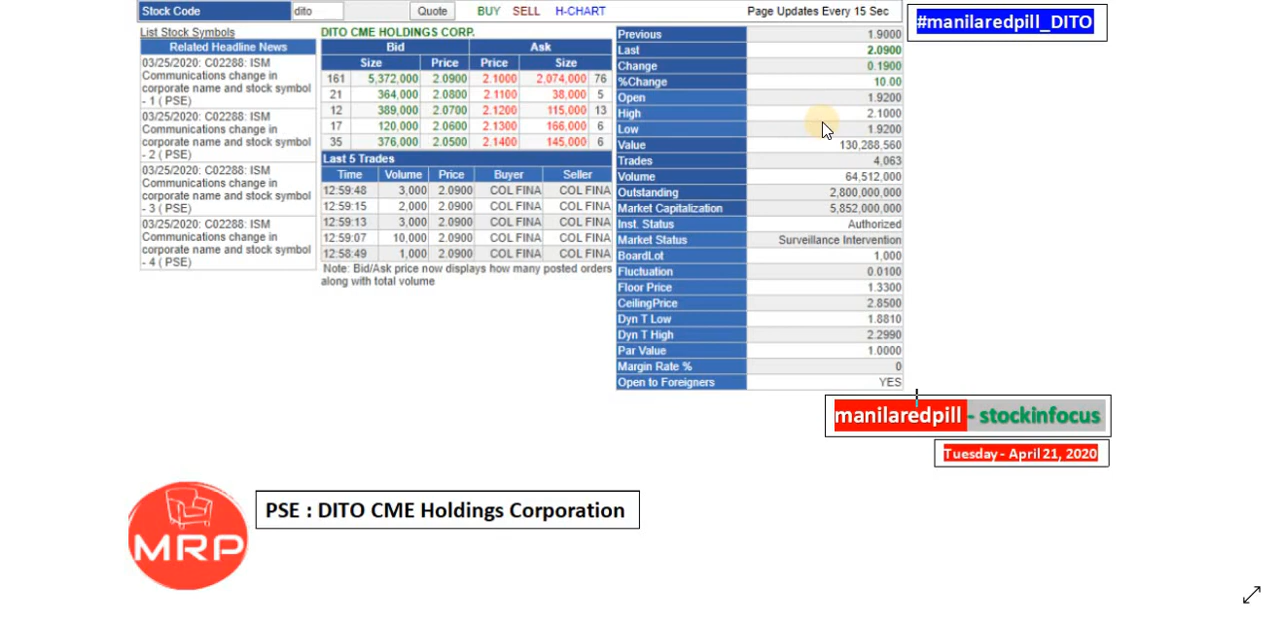 Stock Code dito Quote BUY SELL H-CHART Page Updates Every 15 Sec
#manilaredpill_DITO
List Stock Symbols
Related Headline News
03/25/2020: C02288: ISM
Communications change in
corporate name and stock symbol
- 1 ( PSE)
03/25/2020: C02288: ISM
Communications change in
corporate name and stock symbol
- 2 ( PSE)
03/25/2020: C02288: ISM
Communications change in
corporate name and stock symbol
- 3 ( PSE)
03/25/2020: C02288: ISM
Communications change in
corporate name and stock symbol
- 4 ( PSE)
DITO CME HOLDINGS CORP.
Bid Ask
Size Price Price Size
161 5,372,000 2.0900 2.1000 2,074,000 76
21 364,000 2.0800 2.1100 38,000 5
12 389,000 2.0700 2.1200 115,000 13
17 120,000 2.0600 2.1300 166,000 6
35 376,000 2.0500 2.1400 145,000 6
Last 5 Trades
Time Volume Price Buyer Seller
12:59:48 3,000 2.0900 COL FINA COL FINA
12:59:15 2,000 2.0900 COL FINA COL FINA
12:59:13 3,000 2.0900 COL FINA COL FINA
12:59:07 10,000 2.0900 COL FINA COL FINA
12:58:49 1,000 2.0900 COL FINA COL FINA
Note: Bid/Ask price now displays how many posted orders
along with total volume
Previous 1.9000
Last 2.0900
Change 0.1900
%Change 10.00
Open 1.9200
High 2.1000
Low 1.9200
Value 130,288,560
Trades 4,063
Volume 64,512,000
Outstanding 2,800,000,000
Market Capitalization 5,852,000,000
Inst. Status Authorized
Market Status Surveillance Intervention
BoardLot 1,000
Fluctuation 0.0100
Floor Price 1.3300
CeilingPrice 2.8500
Dyn T Low 1.8810
Dyn T High 2.2990
Par Value 1.0000
Margin Rate % 0
Open to Foreigners YES
manilaredpill - stockinfocus
Tuesday - April 21, 2020
MRP
PSE : DITO CME Holdings Corporation